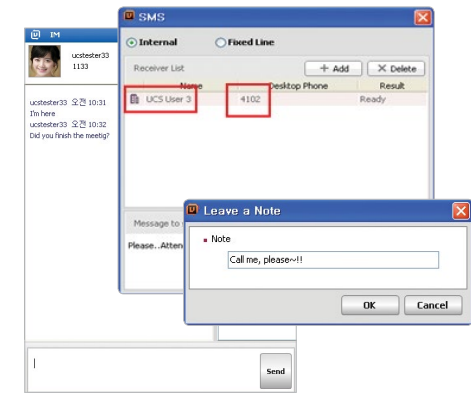 IM
ucstester33
1133
ucstester33 오전 10:31
I'm here
ucstester33 오전 10:32
Did you finish the meetig?
Send
SMS
Internal Fixed Line
Receiver List + Add X Delete
Name Desktop Phone Result
UCS User 3 4102 Ready
Message to
Please..Atten
Leave a Note
Note
Call me, please~!!
OK Cancel